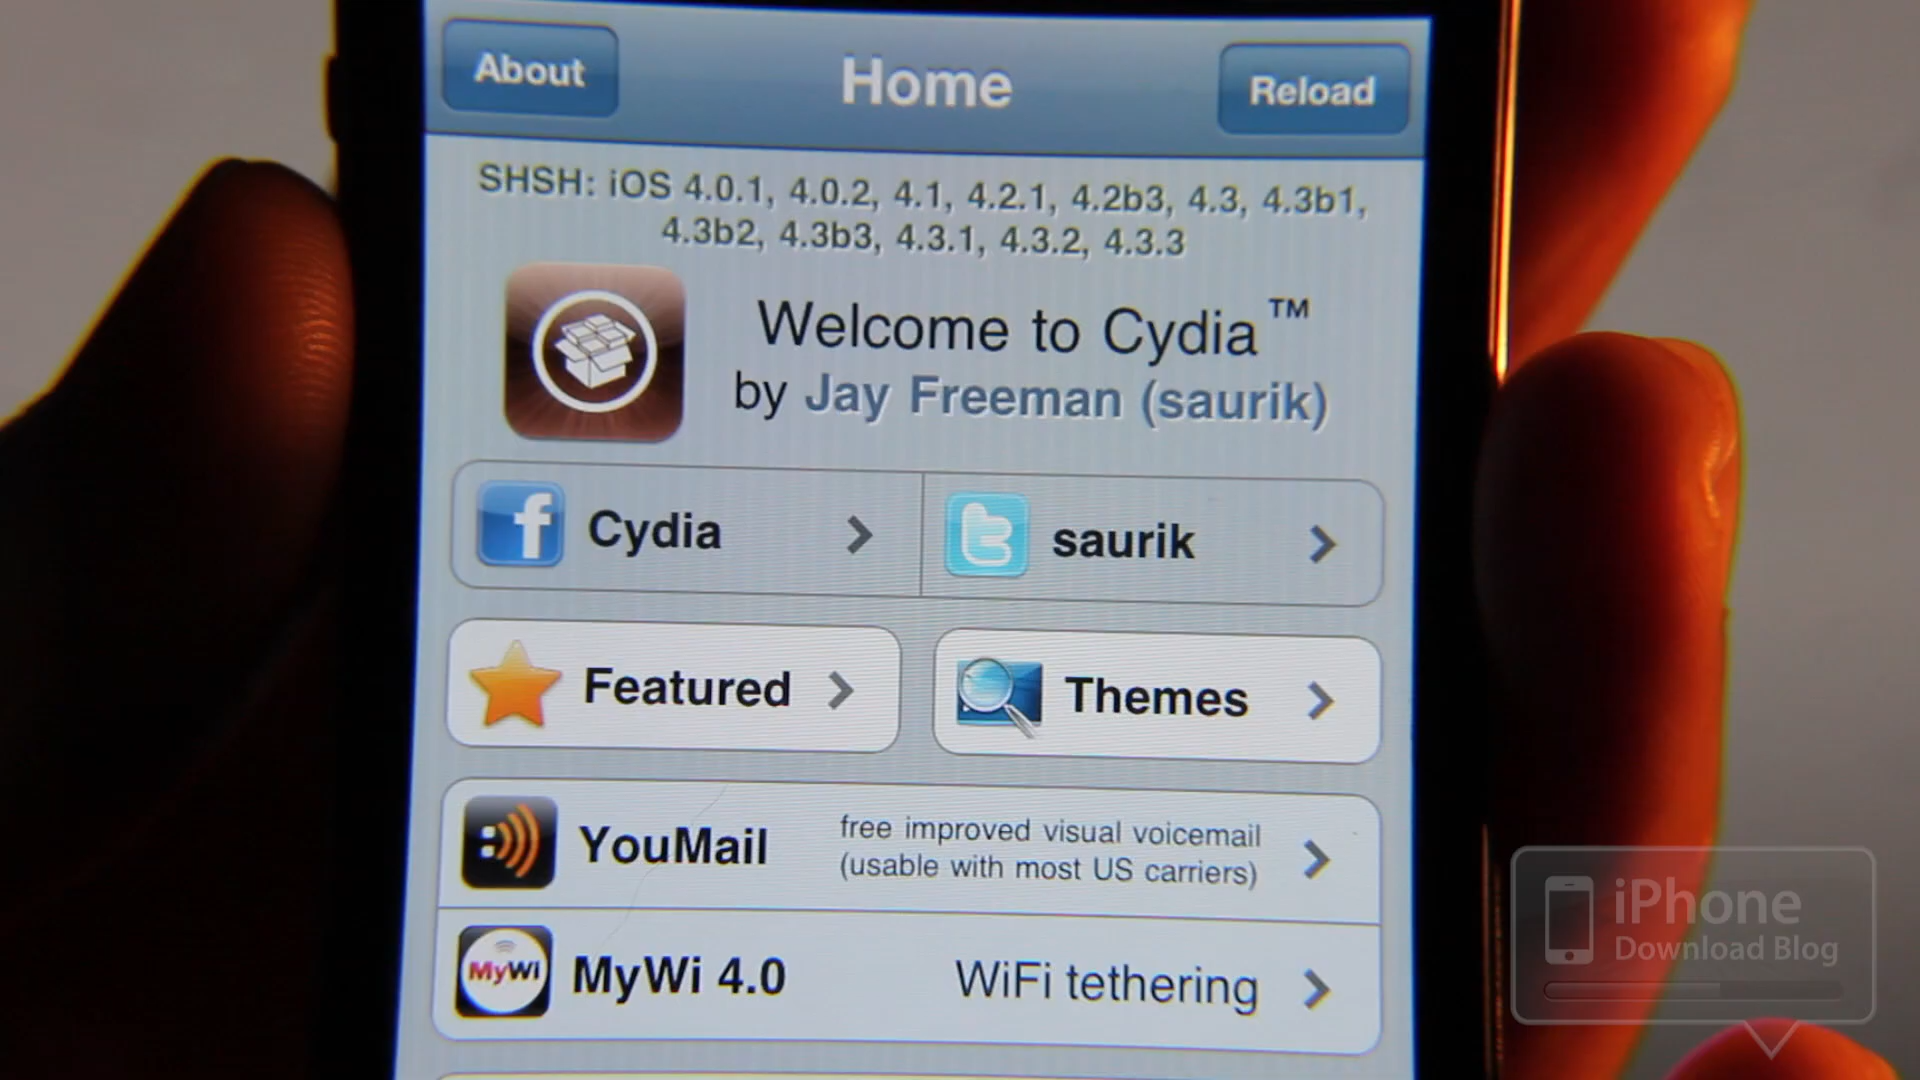 About Home Reload
SHSH: iOS 4.0.1, 4.0.2, 4.1, 4.2.1, 4.2b3, 4.3, 4.3b1,
4.3b2, 4.3b3, 4.3.1, 4.3.2, 4.3.3
Welcome to Cydia™
by Jay Freeman (saurik)
f Cydia t saurik
Featured Themes
YouMail free improved visual voicemail
(usable with most US carriers)
MyWi MyWi 4.0 WiFi tethering
iPhone
Download Blog